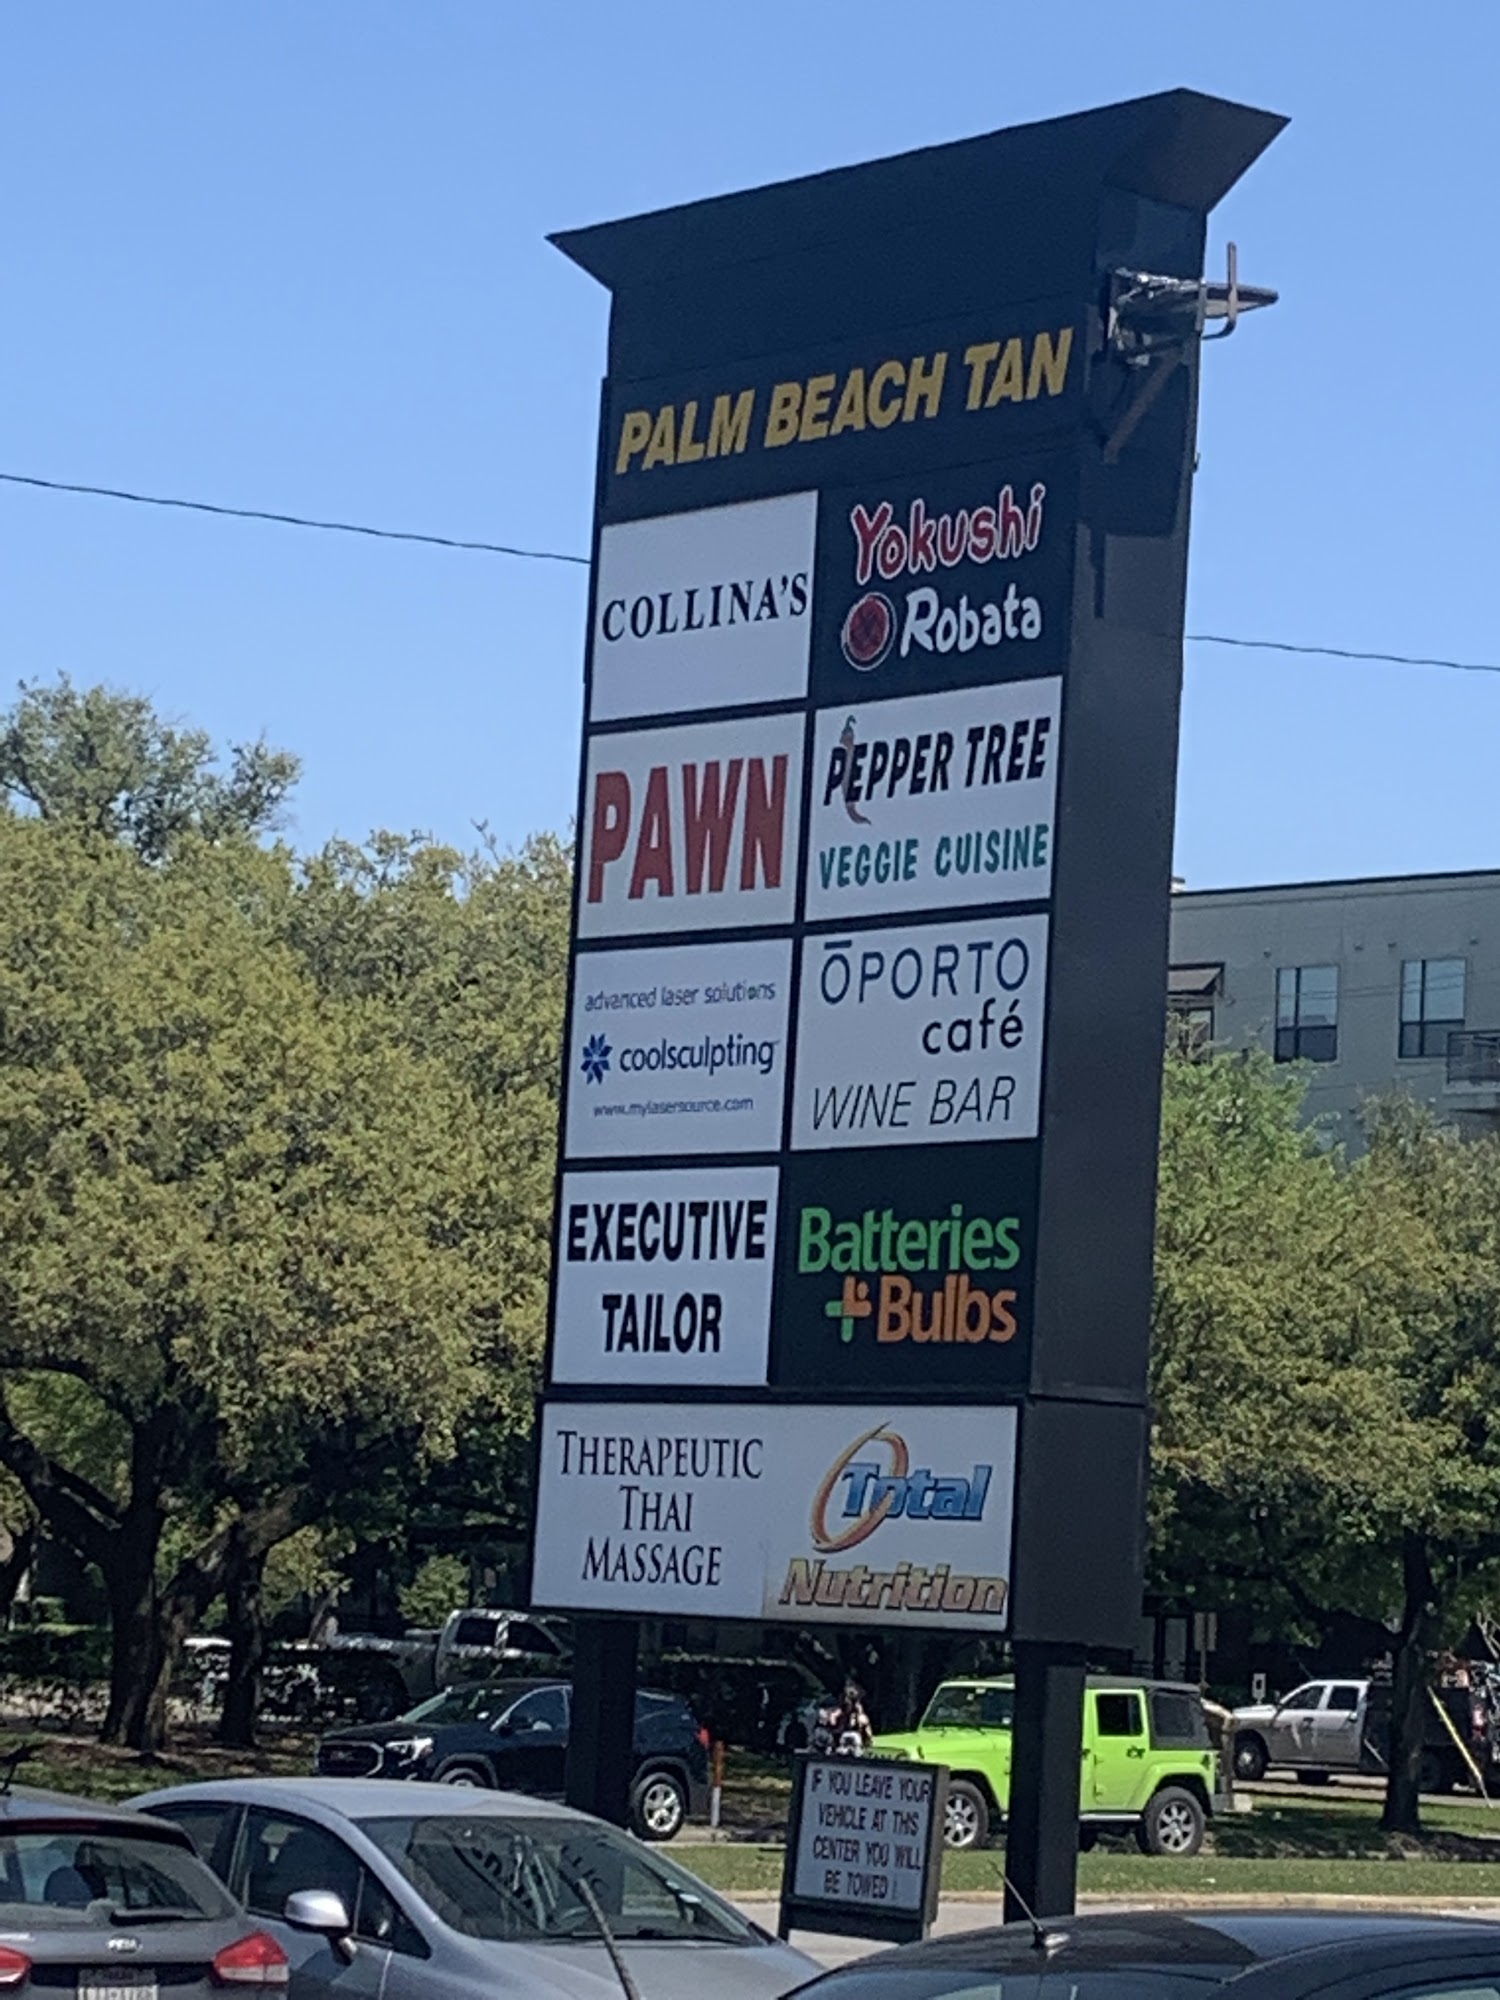 PALM BEACH TAN
COLLINA'S
Yokushi
Robata
PAWN
PEPPER TREE
VEGGIE CUISINE
advanced laser solutions
coolsculpting
www.mylasersource.com
ŌPORTO
café
WINE BAR
EXECUTIVE
TAILOR
Batteries
+Bulbs
THERAPEUTIC
THAI
MASSAGE
Total
Nutrition
IF YOU LEAVE YOUR
VEHICLE AT THIS
CENTER YOU WILL
BE TOWED !